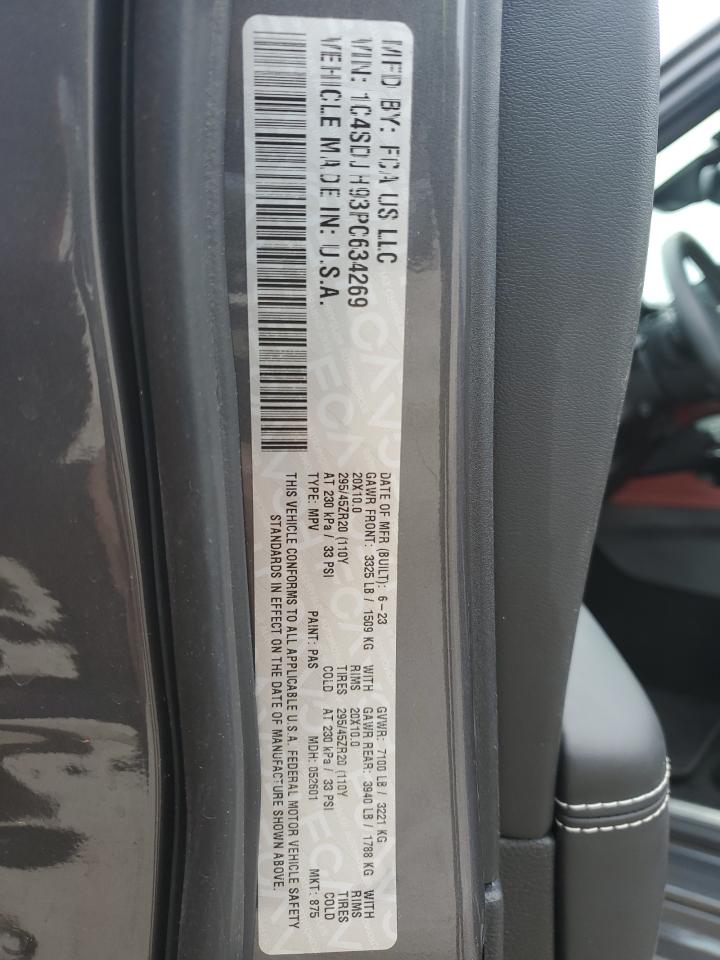 MFD BY: FCA US LLC
VIN: 1C4SDJH93PC634269
VEHICLE MADE IN: U.S.A.
DATE OF MFR (BUILT): 6-23 GVWR: 7100 LB / 3221 KG
GAWR FRONT: 3325 LB / 1509 KG WITH GAWR REAR: 3940 LB / 1788 KG WITH
20X10.0 RIMS 20X10.0 RIMS
295/45ZR20 (110Y TIRES 295/45ZR20 (110Y TIRES
AT 230 kPa / 33 PSI COLD AT 230 kPa / 33 PSI COLD
TYPE: MPV PAINT: PAS MDH: 052601 MKT: 875
THIS VEHICLE CONFORMS TO ALL APPLICABLE U.S.A. FEDERAL MOTOR VEHICLE SAFETY
STANDARDS IN EFFECT ON THE DATE OF MANUFACTURE SHOWN ABOVE.